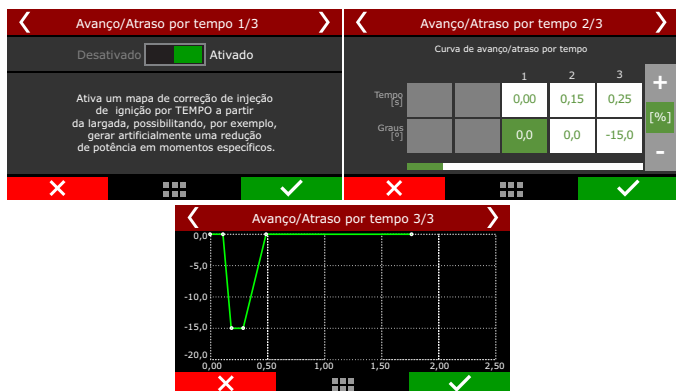 Avanço/Atraso por tempo 1/3
Desativado Ativado
Ativa um mapa de correção de injeção
de ignição por TEMPO a partir
da largada, possibilitando, por exemplo,
gerar artificialmente uma redução
de potência em momentos específicos.
Avanço/Atraso por tempo 2/3
Curva de avanço/atraso por tempo
1 2 3
Tempo [s] 0,00 0,15 0,25
Graus [º] 0,0 0,0 -15,0
+
[%]
-
Avanço/Atraso por tempo 3/3
0,0
-5,0
-10,0
-15,0
-20,0
0,00 0,50 1,00 1,50 2,00 2,50